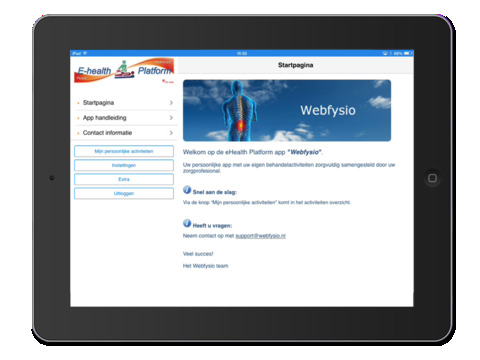 iPad
11:55
88%
E-health Platform
Startpagina
Startpagina
App handleiding
Contact informatie
Mijn persoonlijke activiteiten
Instellingen
Extra
Uitloggen
Webfysio
Welkom op de eHealth Platform app "Webfysio".
Uw persoonlijke app met uw eigen behandelactiviteiten zorgvuldig samengesteld door uw
zorgprofesional.
Snel aan de slag:
Via de knop "Mijn persoonlijke activiteiten" komt in het activiteiten overzicht.
Heeft u vragen:
Neem contact op met support@webfysio.nl
Veel succes!
Het Webfysio team